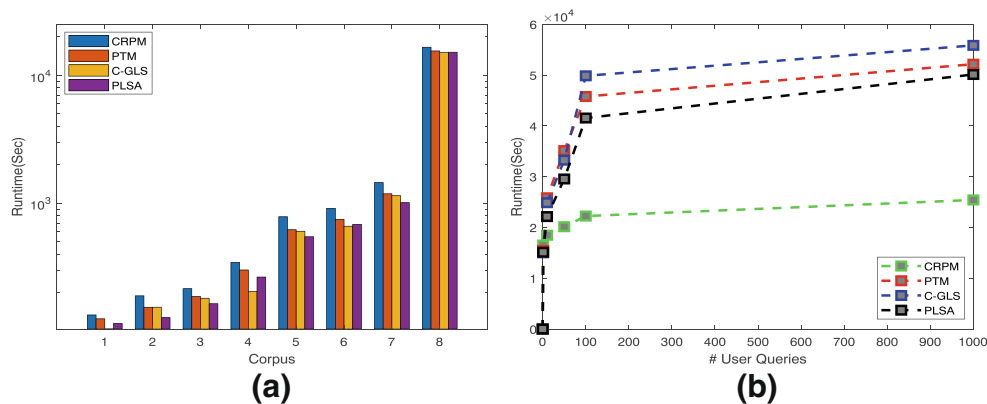 CRPM
PTM
C-GLS
PLSA
10^4
10^3
Runtime(Sec)
1 2 3 4 5 6 7 8
Corpus
(a)
×10^4
6
5
4
3
2
1
0
Runtime(Sec)
0 100 200 300 400 500 600 700 800 900 1000
# User Queries
CRPM
PTM
C-GLS
PLSA
(b)